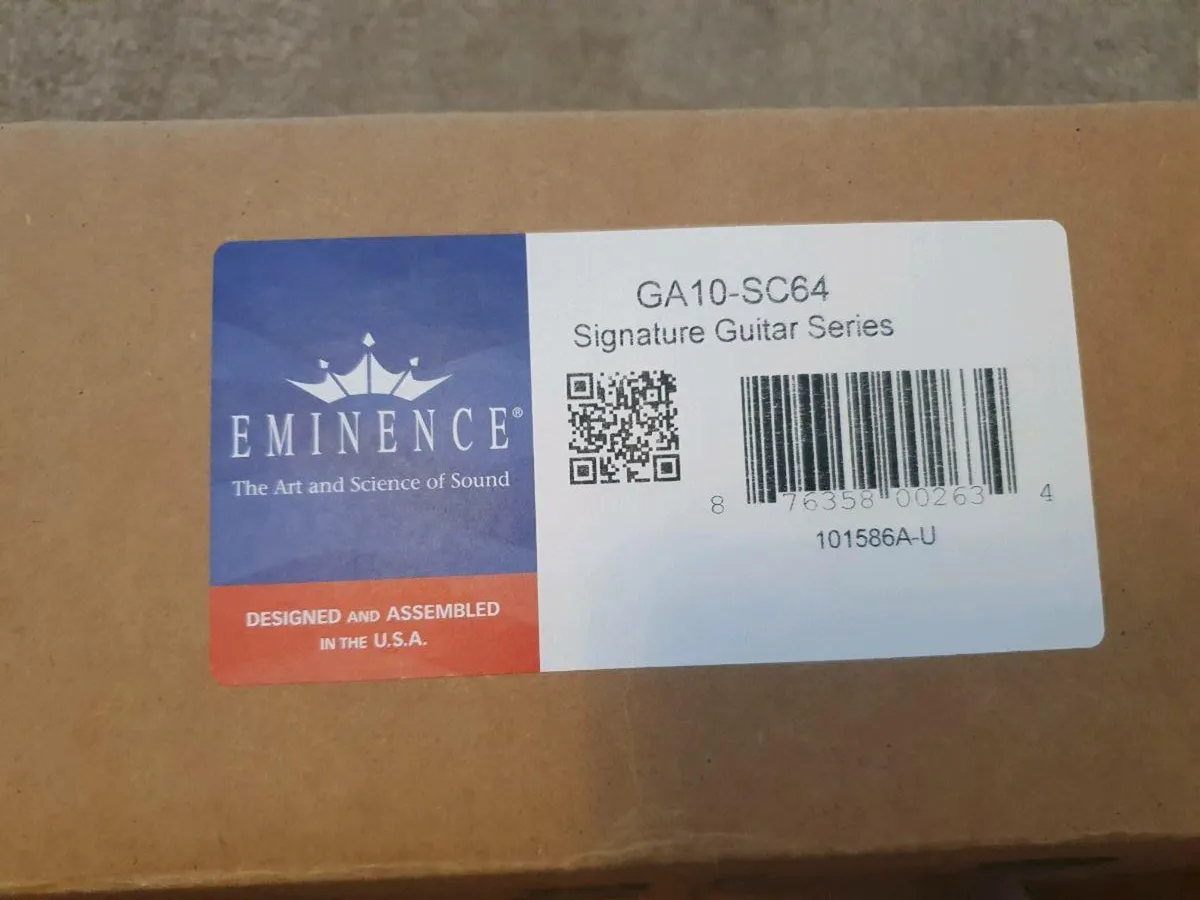 EMINENCE®
The Art and Science of Sound
DESIGNED AND ASSEMBLED
IN THE U.S.A.
GA10-SC64
Signature Guitar Series
8 76358 00263 4
101586A-U